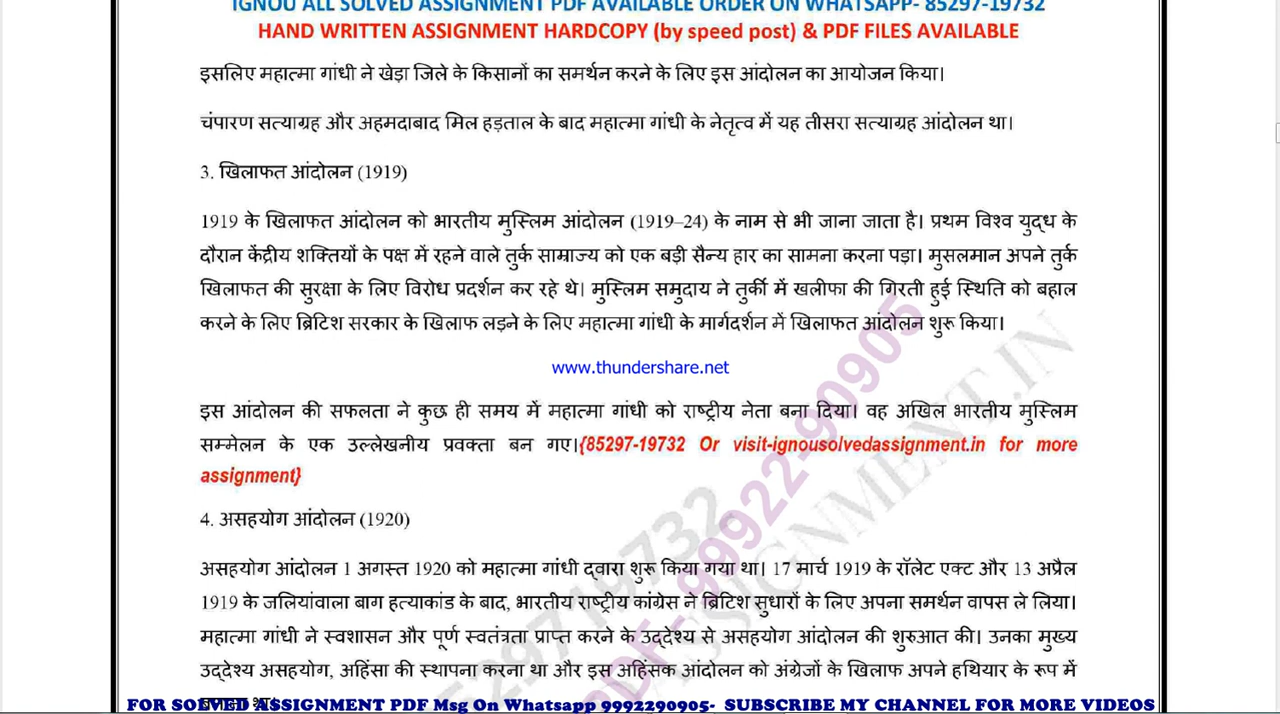 IGNOU ALL SOLVED ASSIGNMENT PDF AVAILABLE ORDER ON WHATSAPP- 85297-19732
HAND WRITTEN ASSIGNMENT HARDCOPY (by speed post) & PDF FILES AVAILABLE
इसलिए महात्मा गांधी ने खेड़ा जिले के किसानों का समर्थन करने के लिए इस आंदोलन का आयोजन किया।
चंपारण सत्याग्रह और अहमदाबाद मिल हड़ताल के बाद महात्मा गांधी के नेतृत्व में यह तीसरा सत्याग्रह आंदोलन था।
3. खिलाफत आंदोलन (1919)
1919 के खिलाफत आंदोलन को भारतीय मुस्लिम आंदोलन (1919–24) के नाम से भी जाना जाता है। प्रथम विश्व युद्ध के
दौरान केंद्रीय शक्तियों के पक्ष में रहने वाले तुर्क साम्राज्य को एक बड़ी सैन्य हार का सामना करना पड़ा। मुसलमान अपने तुर्क
खिलाफत की सुरक्षा के लिए विरोध प्रदर्शन कर रहे थे। मुस्लिम समुदाय ने तुर्की में खलीफा की गिरती हुई स्थिति को बहाल
करने के लिए ब्रिटिश सरकार के खिलाफ लड़ने के लिए महात्मा गांधी के मार्गदर्शन में खिलाफत आंदोलन शुरू किया।
www.thundershare.net
इस आंदोलन की सफलता ने कुछ ही समय में महात्मा गांधी को राष्ट्रीय नेता बना दिया। वह अखिल भारतीय मुस्लिम
सम्मेलन के एक उल्लेखनीय प्रवक्ता बन गए।{85297-19732 Or visit-ignousolvedassignment.in for more
assignment}
4. असहयोग आंदोलन (1920)
असहयोग आंदोलन 1 अगस्त 1920 को महात्मा गांधी द्वारा शुरू किया गया था। 17 मार्च 1919 के रॉलेट एक्ट और 13 अप्रैल
1919 के जलियांवाला बाग हत्याकांड के बाद, भारतीय राष्ट्रीय कांग्रेस ने ब्रिटिश सुधारों के लिए अपना समर्थन वापस ले लिया।
महात्मा गांधी ने स्वशासन और पूर्ण स्वतंत्रता प्राप्त करने के उद्देश्य से असहयोग आंदोलन की शुरुआत की। उनका मुख्य
उद्देश्य असहयोग, अहिंसा की स्थापना करना था और इस अहिंसक आंदोलन को अंग्रेजों के खिलाफ अपने हथियार के रूप में
FOR SOLVED ASSIGNMENT PDF Msg On Whatsapp 9992290905- SUBSCRIBE MY CHANNEL FOR MORE VIDEOS